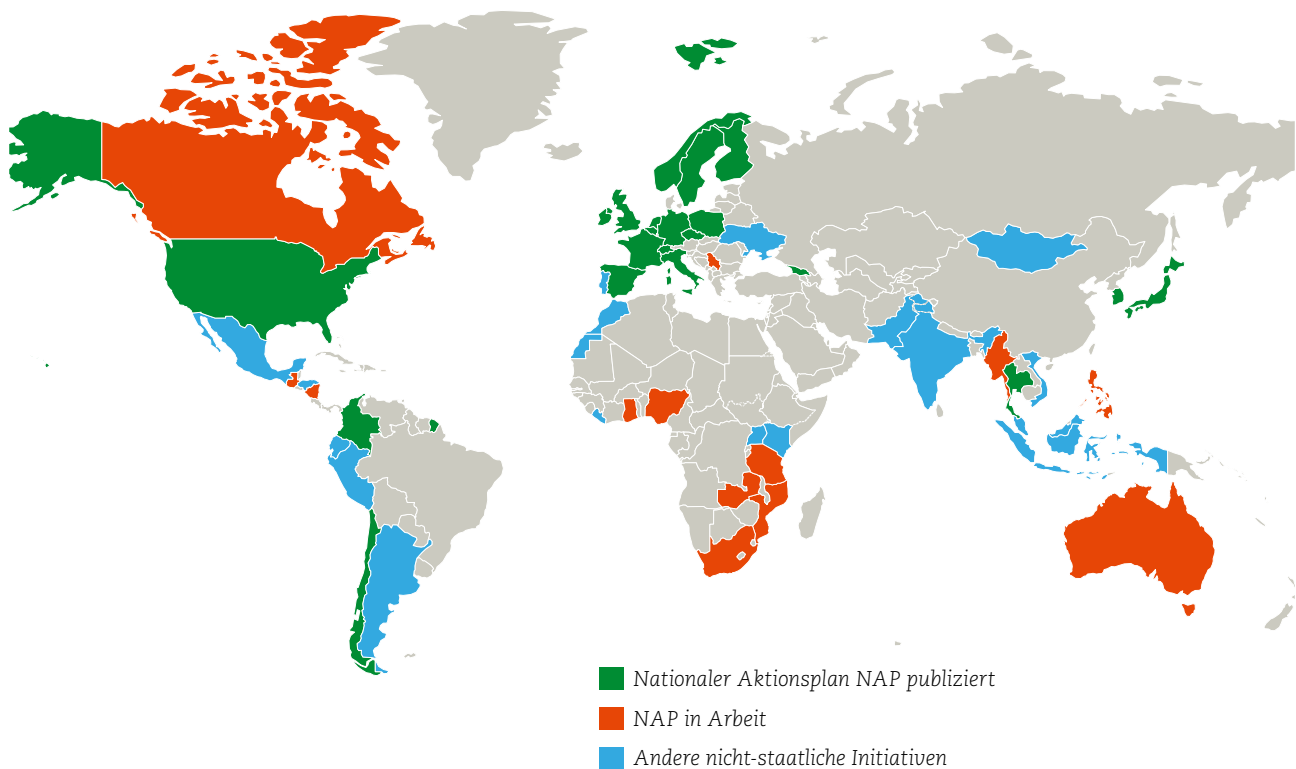 Nationaler Aktionsplan NAP publiziert
NAP in Arbeit
Andere nicht-staatliche Initiativen